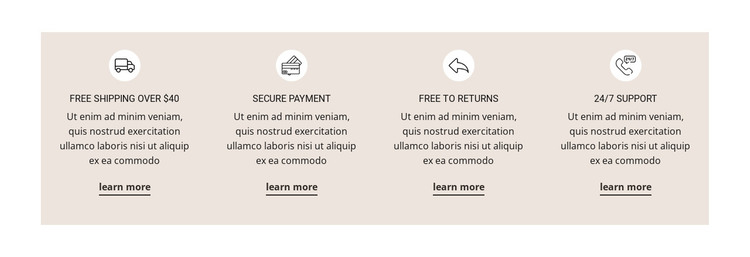 FREE SHIPPING OVER $40
Ut enim ad minim veniam,
quis nostrud exercitation
ullamco laboris nisi ut aliquip
ex ea commodo
learn more
SECURE PAYMENT
Ut enim ad minim veniam,
quis nostrud exercitation
ullamco laboris nisi ut aliquip
ex ea commodo
learn more
FREE TO RETURNS
Ut enim ad minim veniam,
quis nostrud exercitation
ullamco laboris nisi ut aliquip
ex ea commodo
learn more
24/7
24/7 SUPPORT
Ut enim ad minim veniam,
quis nostrud exercitation
ullamco laboris nisi ut aliquip
ex ea commodo
learn more